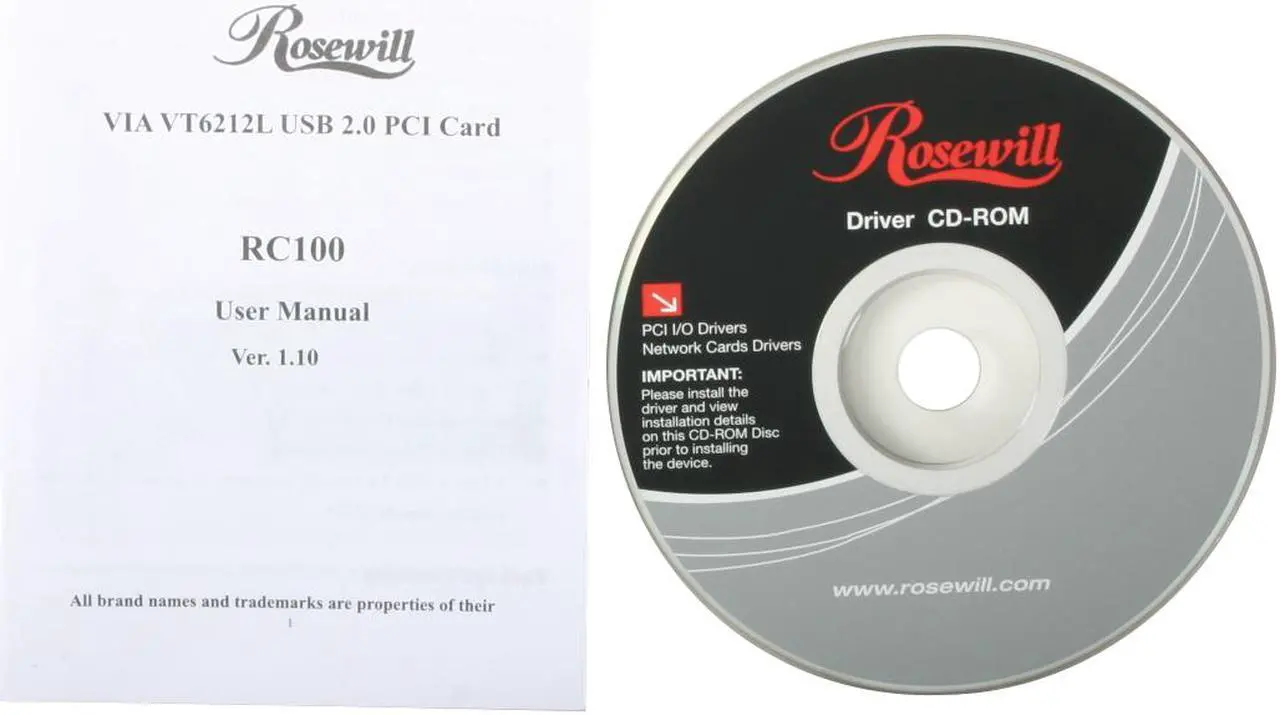 Rosewill
VIA VT6212L USB 2.0 PCI Card
RC100
User Manual
Ver. 1.10
All brand names and trademarks are properties of their
1
Rosewill
Driver CD-ROM
PCI I/O Drivers
Network Cards Drivers
IMPORTANT:
Please install the
driver and view
installation details
on this CD-ROM Disc
prior to installing
the device.
www.rosewill.com